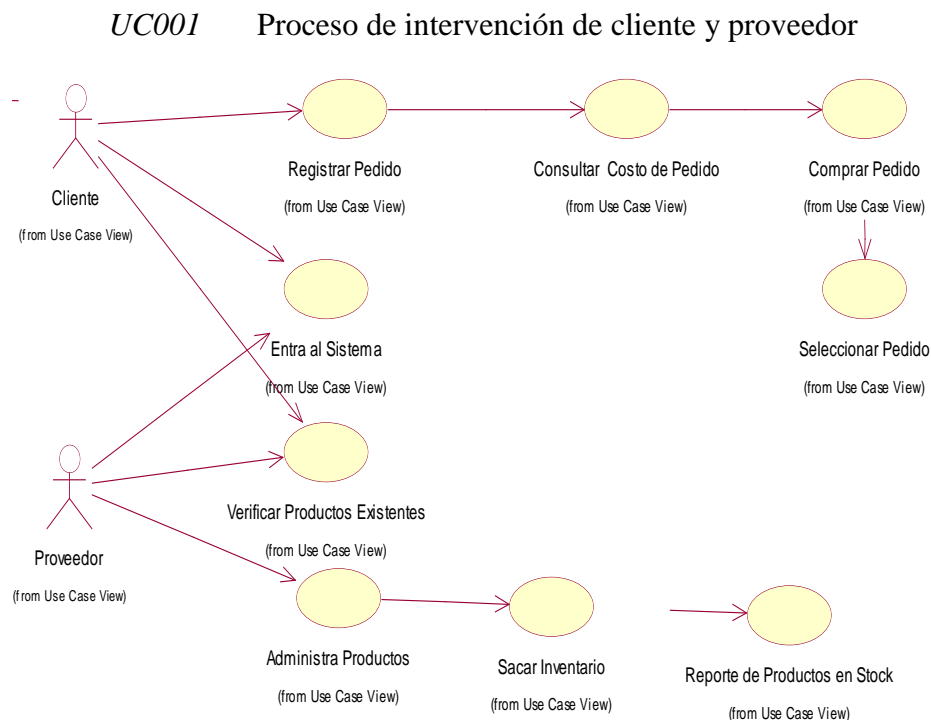 UC001 Proceso de intervención de cliente y proveedor
Cliente
(from Use Case View)
Registrar Pedido
(from Use Case View)
Consultar Costo de Pedido
(from Use Case View)
Comprar Pedido
(from Use Case View)
Entra al Sistema
(from Use Case View)
Seleccionar Pedido
(from Use Case View)
Verificar Productos Existentes
(from Use Case View)
Proveedor
(from Use Case View)
Administra Productos
(from Use Case View)
Sacar Inventario
(from Use Case View)
Reporte de Productos en Stock
(from Use Case View)